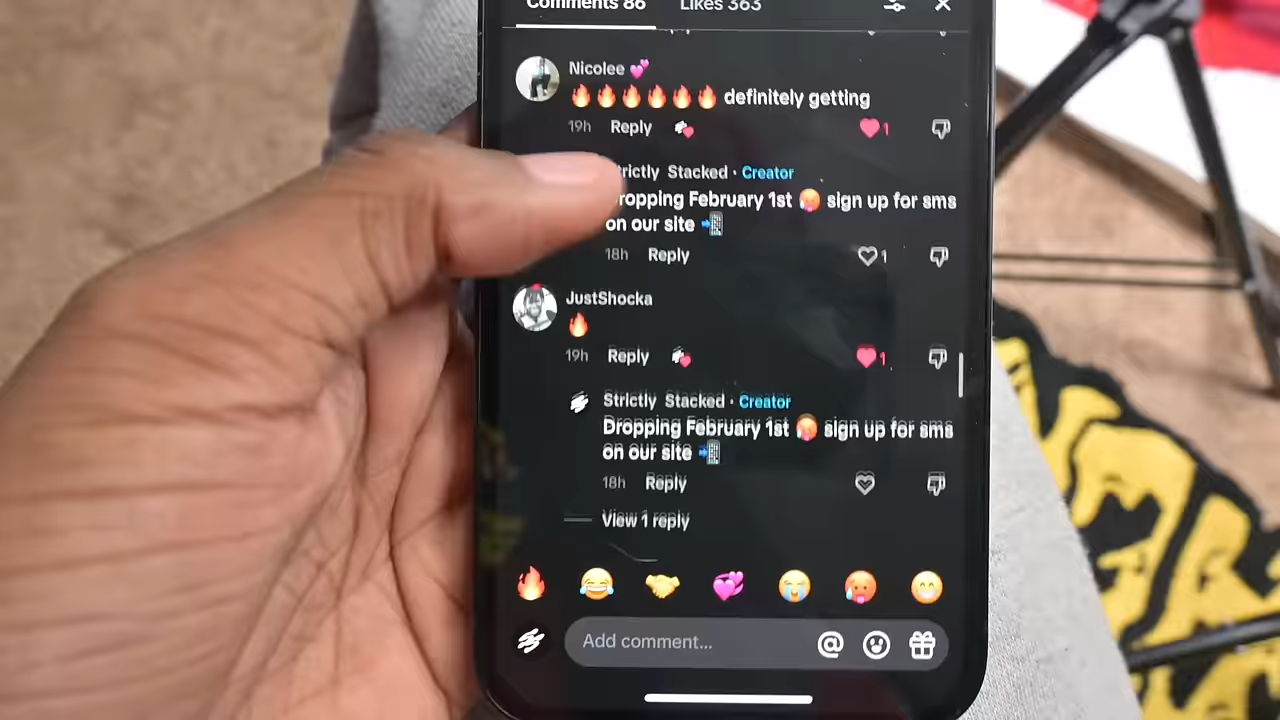 Comments 86 Likes 363
Nicolee 💕
🔥🔥🔥🔥🔥🔥 definitely getting
19h Reply 1
Strictly Stacked · Creator
Dropping February 1st 🥵 sign up for sms
on our site 📲
18h Reply 1
JustShocka
🔥
19h Reply 1
Strictly Stacked · Creator
Dropping February 1st 🥵 sign up for sms
on our site 📲
18h Reply
View 1 reply
🔥 😂 🤝 💞 😭 🥵 😁
Add comment... @